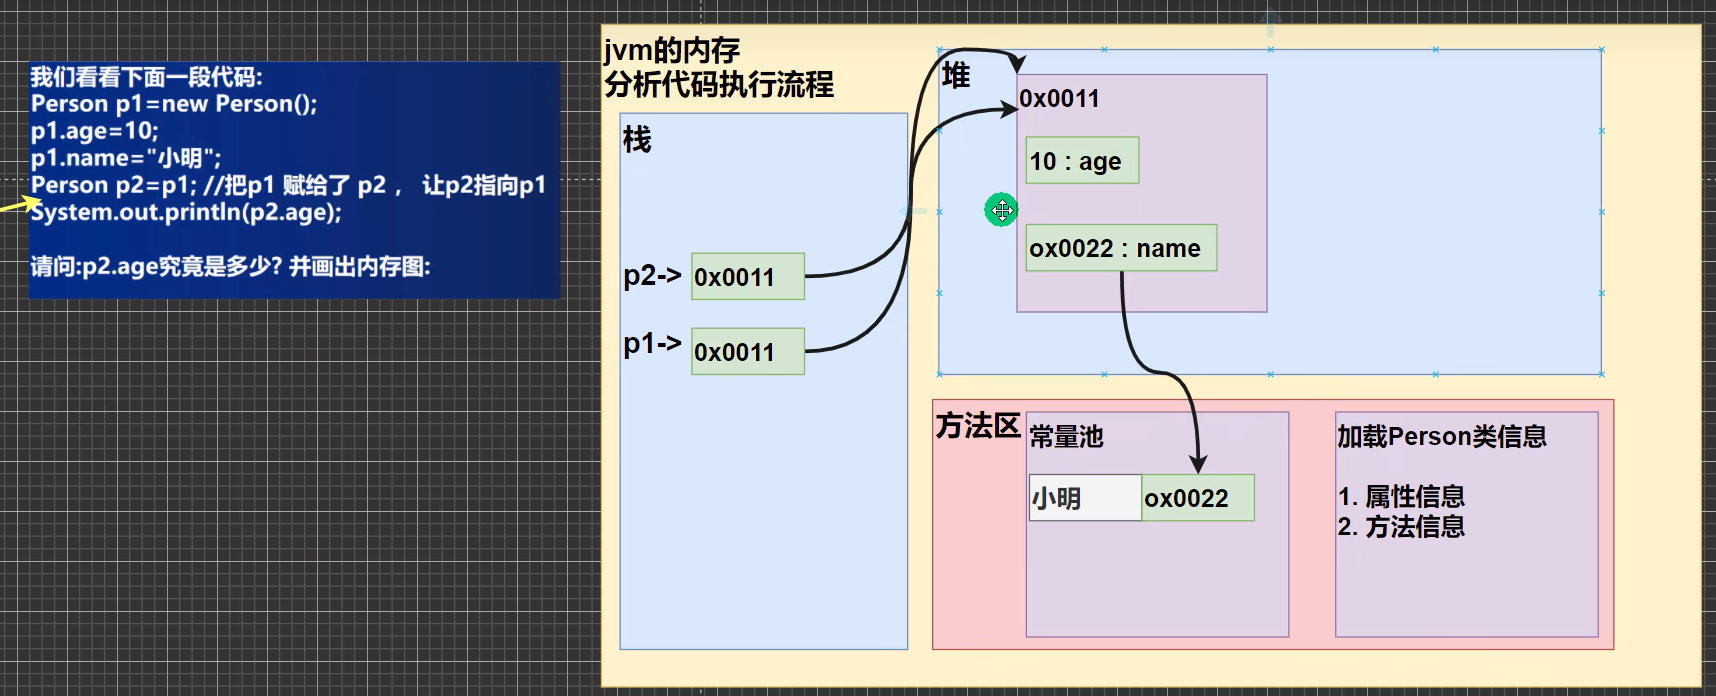 我们看看下面一段代码:
Person p1=new Person();
p1.age=10;
p1.name="小明";
Person p2=p1; //把p1 赋给了 p2 ， 让p2指向p1
System.out.println(p2.age);
请问:p2.age究竟是多少? 并画出内存图:
jvm的内存
分析代码执行流程
栈
p2-> 0x0011
p1-> 0x0011
堆
0x0011
10 : age
ox0022 : name
方法区
常量池
小明 ox0022
加载Person类信息
1. 属性信息
2. 方法信息